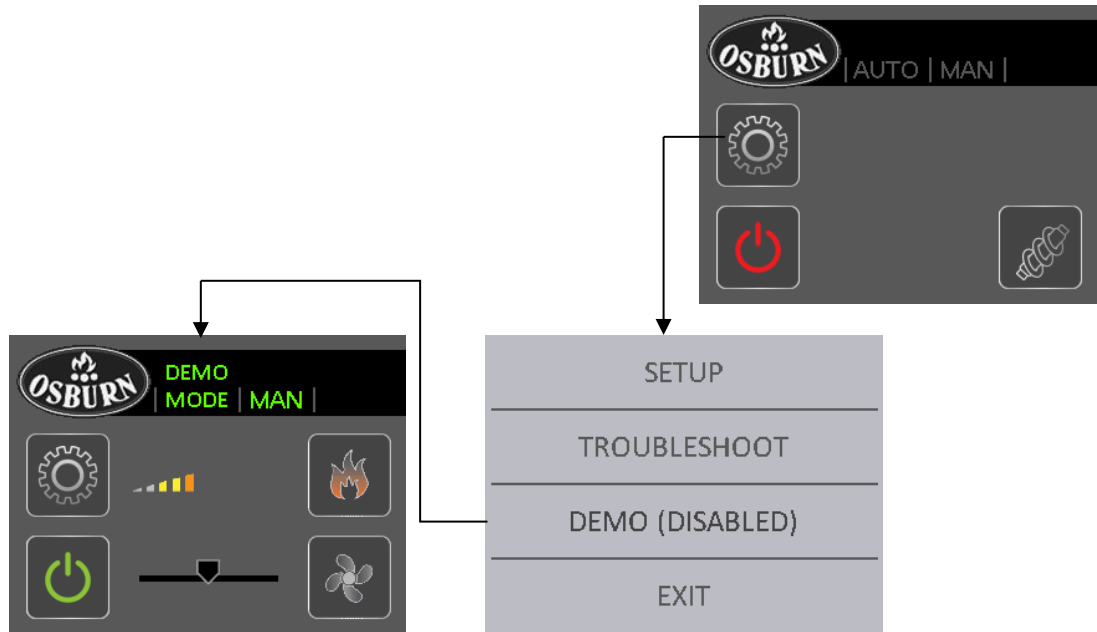 OSBURN
| AUTO | MAN |
OSBURN
DEMO
| MODE | MAN |
SETUP
TROUBLESHOOT
DEMO (DISABLED)
EXIT